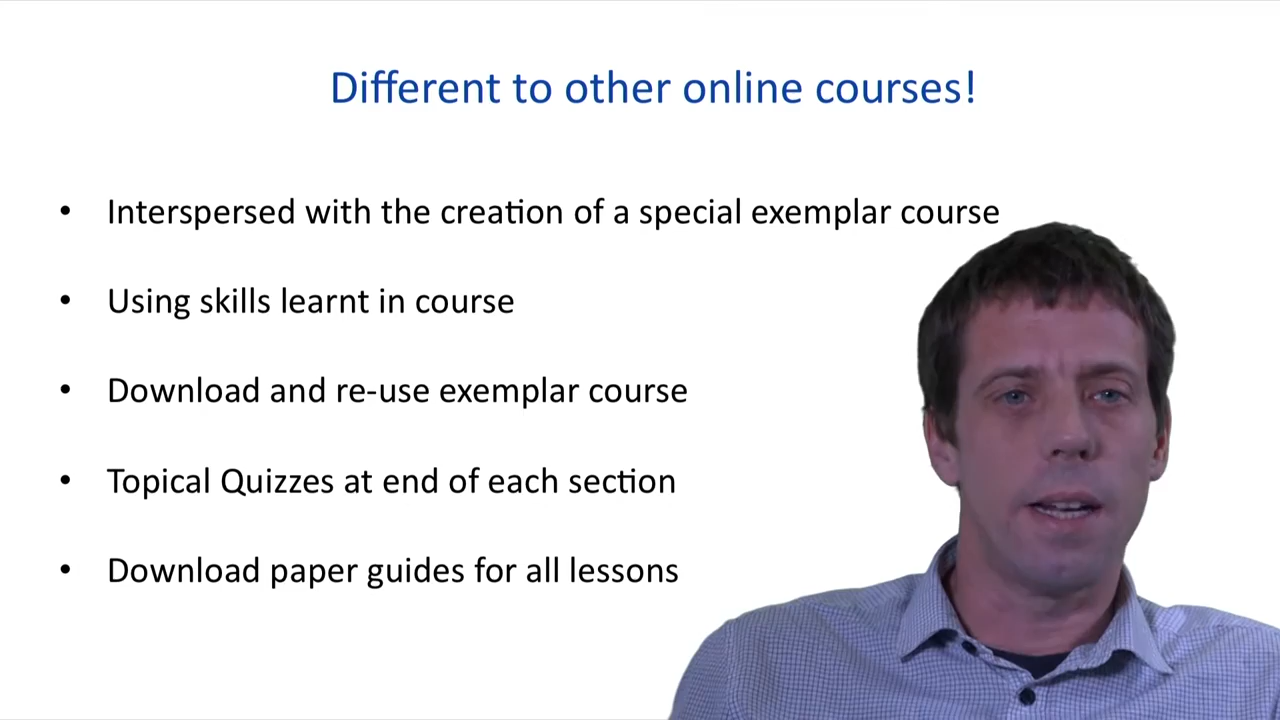 Different to other online courses!
• Interspersed with the creation of a special exemplar course
• Using skills learnt in course
• Download and re-use exemplar course
• Topical Quizzes at end of each section
• Download paper guides for all lessons